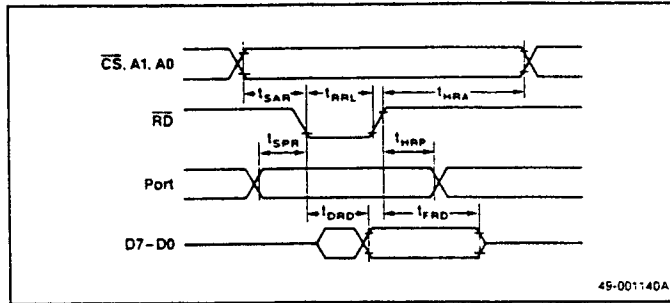 CS, A1, A0
tSAR
tRRL
tHRA
RD
tSPR
tHRP
Port
tDRD
tFRD
D7-D0
49-001140A